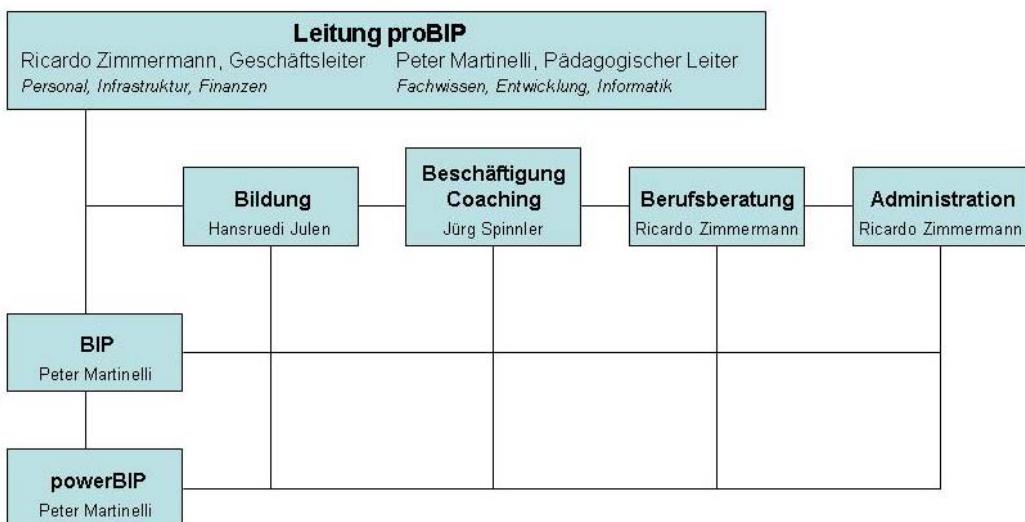 Leitung proBIP
Ricardo Zimmermann, Geschäftsleiter Peter Martinelli, Pädagogischer Leiter
Personal, Infrastruktur, Finanzen Fachwissen, Entwicklung, Informatik
Bildung
Hansruedi Julen
Beschäftigung
Coaching
Jürg Spinnler
Berufsberatung
Ricardo Zimmermann
Administration
Ricardo Zimmermann
BIP
Peter Martinelli
powerBIP
Peter Martinelli